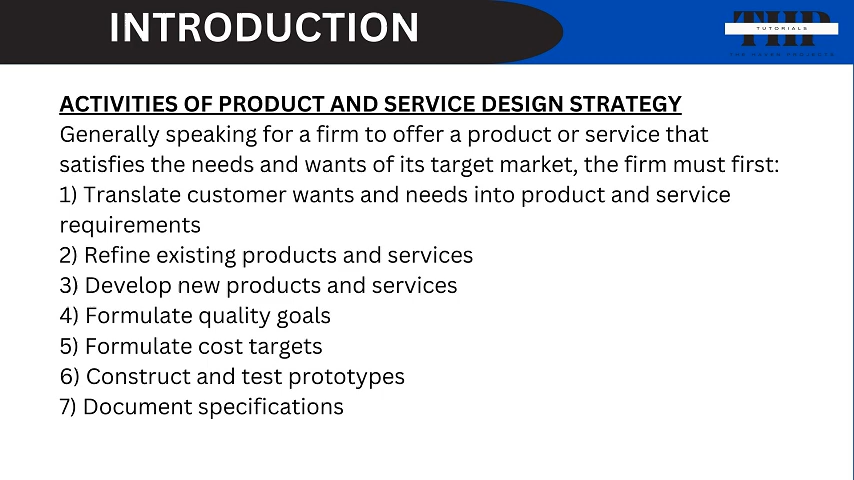 INTRODUCTION
THP
TUTORIALS
ACTIVITIES OF PRODUCT AND SERVICE DESIGN STRATEGY
Generally speaking for a firm to offer a product or service that
satisfies the needs and wants of its target market, the firm must first:
1) Translate customer wants and needs into product and service
requirements
2) Refine existing products and services
3) Develop new products and services
4) Formulate quality goals
5) Formulate cost targets
6) Construct and test prototypes
7) Document specifications